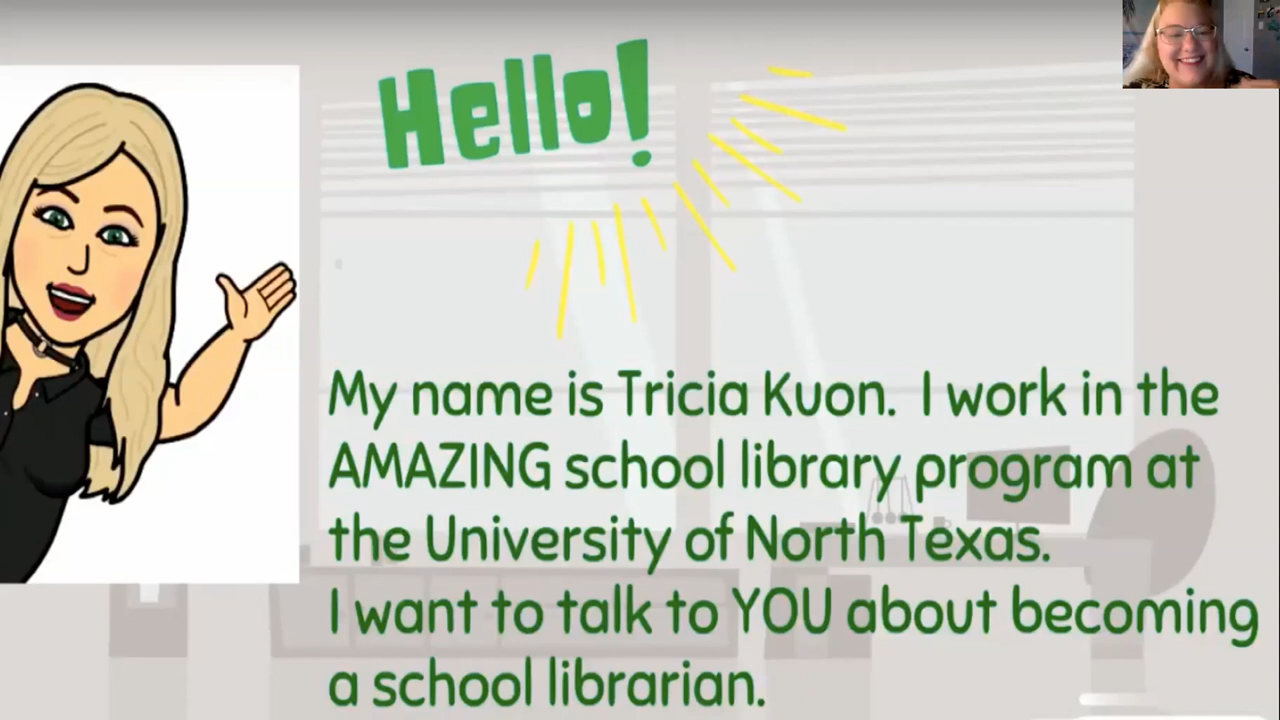 Hello!
My name is Tricia Kuon. I work in the
AMAZING school library program at
the University of North Texas.
I want to talk to YOU about becoming
a school librarian.